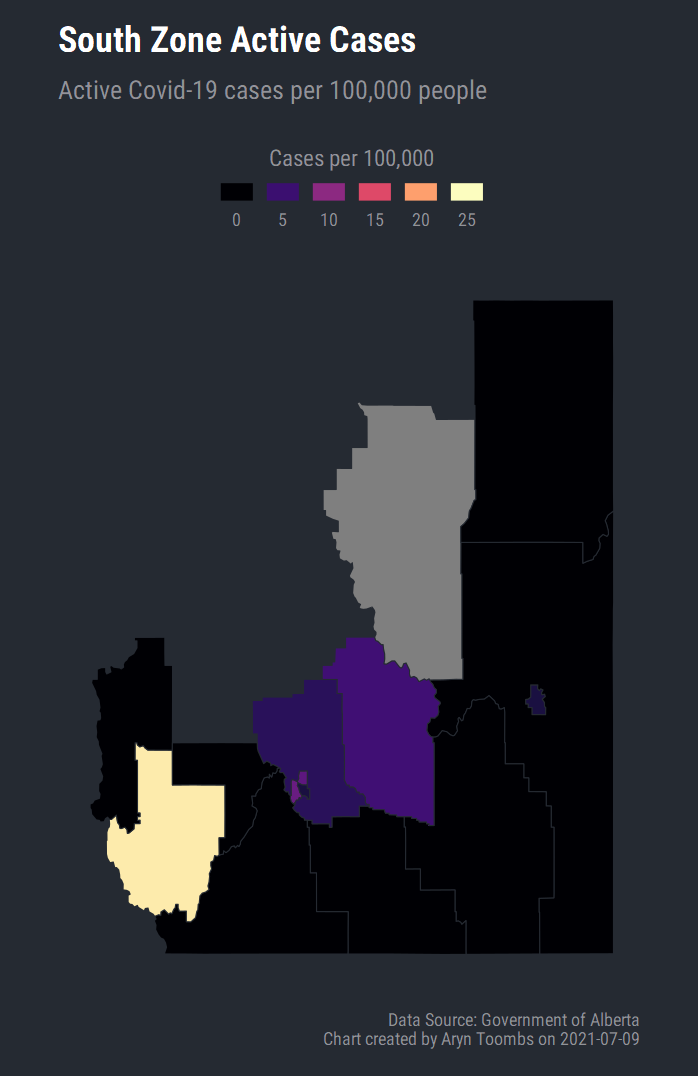 South Zone Active Cases
Active Covid-19 cases per 100,000 people
Cases per 100,000
0 5 10 15 20 25
Data Source: Government of Alberta
Chart created by Aryn Toombs on 2021-07-09